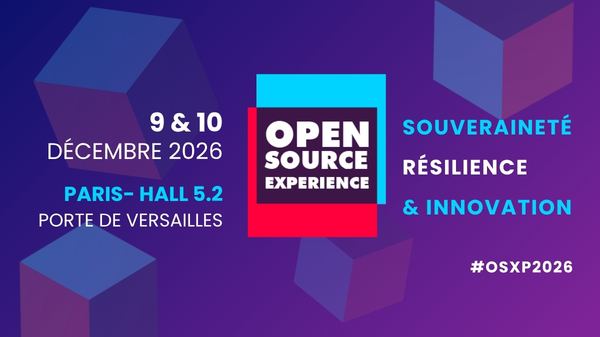 9 & 10
DÉCEMBRE 2026
PARIS- HALL 5.2
PORTE DE VERSAILLES
OPEN
SOURCE
EXPERIENCE
SOUVERAINETÉ
RÉSILIENCE
& INNOVATION
#OSXP2026